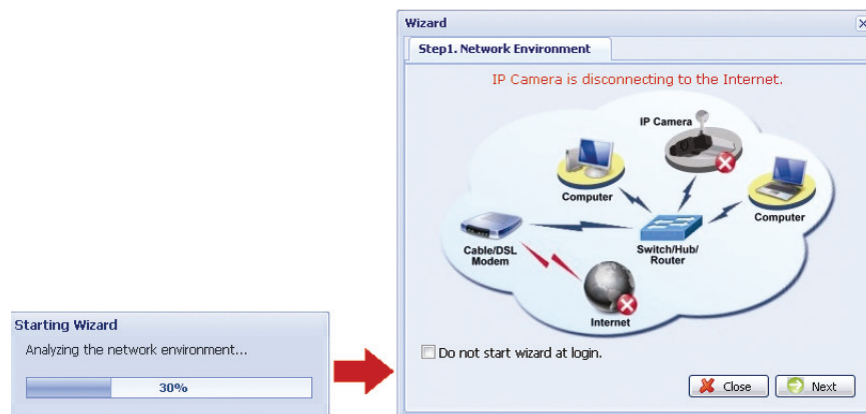 Starting Wizard
Analyzing the network environment...
30%
Wizard
Step1. Network Environment
IP Camera is disconnecting to the Internet.
IP Camera
Computer
Computer
Cable/DSL
Modem
Switch/Hub/
Router
Internet
Do not start wizard at login.
Close
Next